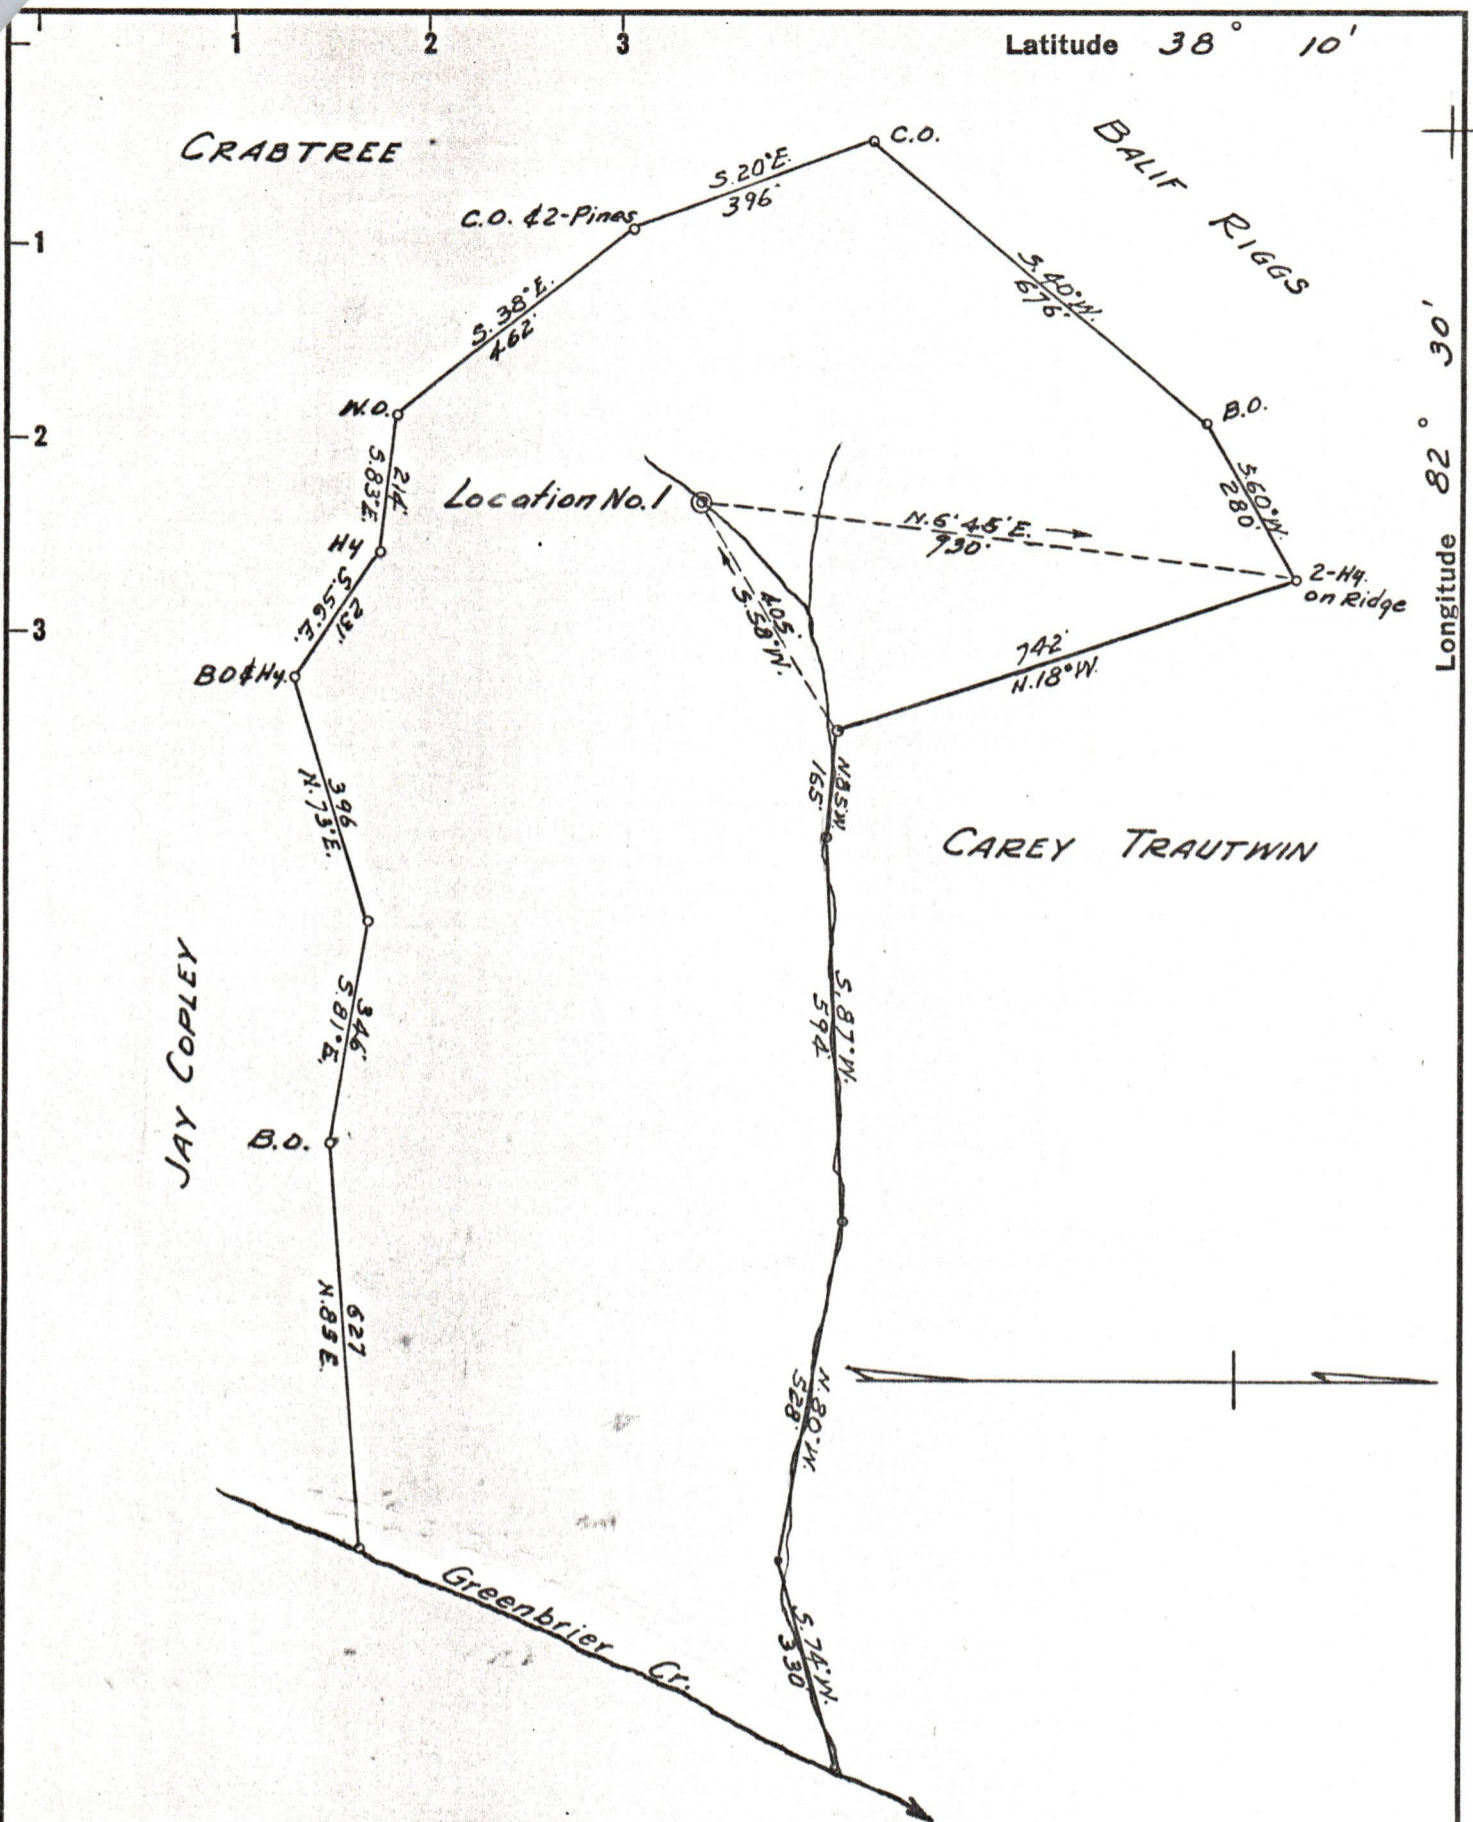 1 2 3
Latitude 38° 10'
CRABTREE
C.O.
BALIF RIGGS
S.20°E.
396'
C.O. &2-Pines
1
S.40°W.
676'
S.38°E.
462'
30'
W.O.
B.O.
2
82°
214'
S.83°E.
Location No.1
S.60°W.
280'
N.6°45'E.
930'
Hy
2-Hy.
on Ridge
Longitude
231'
S.56°E.
405'
S.58°W.
3
742'
N.18°W.
BO&Hy.
N.85W.
165'
396
N.73°E.
CAREY TRAUTWIN
JAY COPLEY
346'
S.81°E.
S.87°W.
594'
B.O.
627
N.85E.
N.80°W.
528'
Greenbrier Cr.
S.74°W.
330'